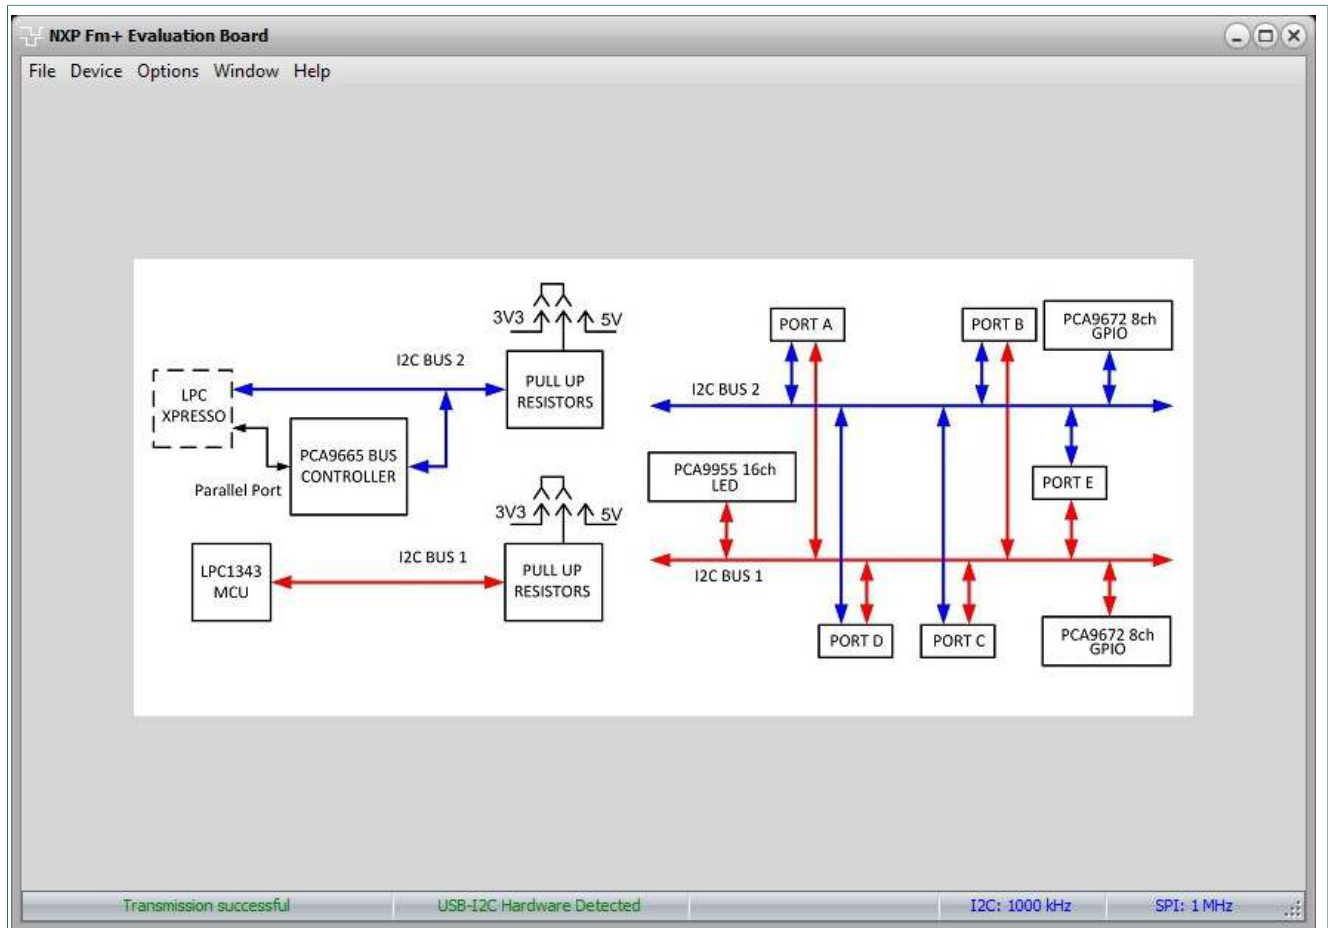 NXP Fm+ Evaluation Board
File Device Options Window Help
3V3
5V
I2C BUS 2
LPC
XPRESSO
PULL UP
RESISTORS
PCA9665 BUS
CONTROLLER
Parallel Port
3V3
5V
I2C BUS 1
LPC1343
MCU
PULL UP
RESISTORS
PORT A
PORT B
PCA9672 8ch
GPIO
I2C BUS 2
PCA9955 16ch
LED
PORT E
I2C BUS 1
PORT D
PORT C
PCA9672 8ch
GPIO
Transmission successful
USB-I2C Hardware Detected
I2C: 1000 kHz
SPI: 1 MHz